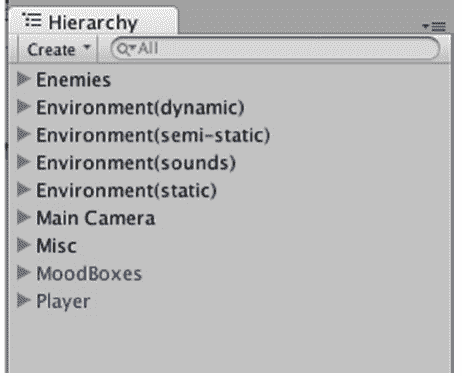 Hierarchy
Create All
Enemies
Environment(dynamic)
Environment(semi-static)
Environment(sounds)
Environment(static)
Main Camera
Misc
MoodBoxes
Player